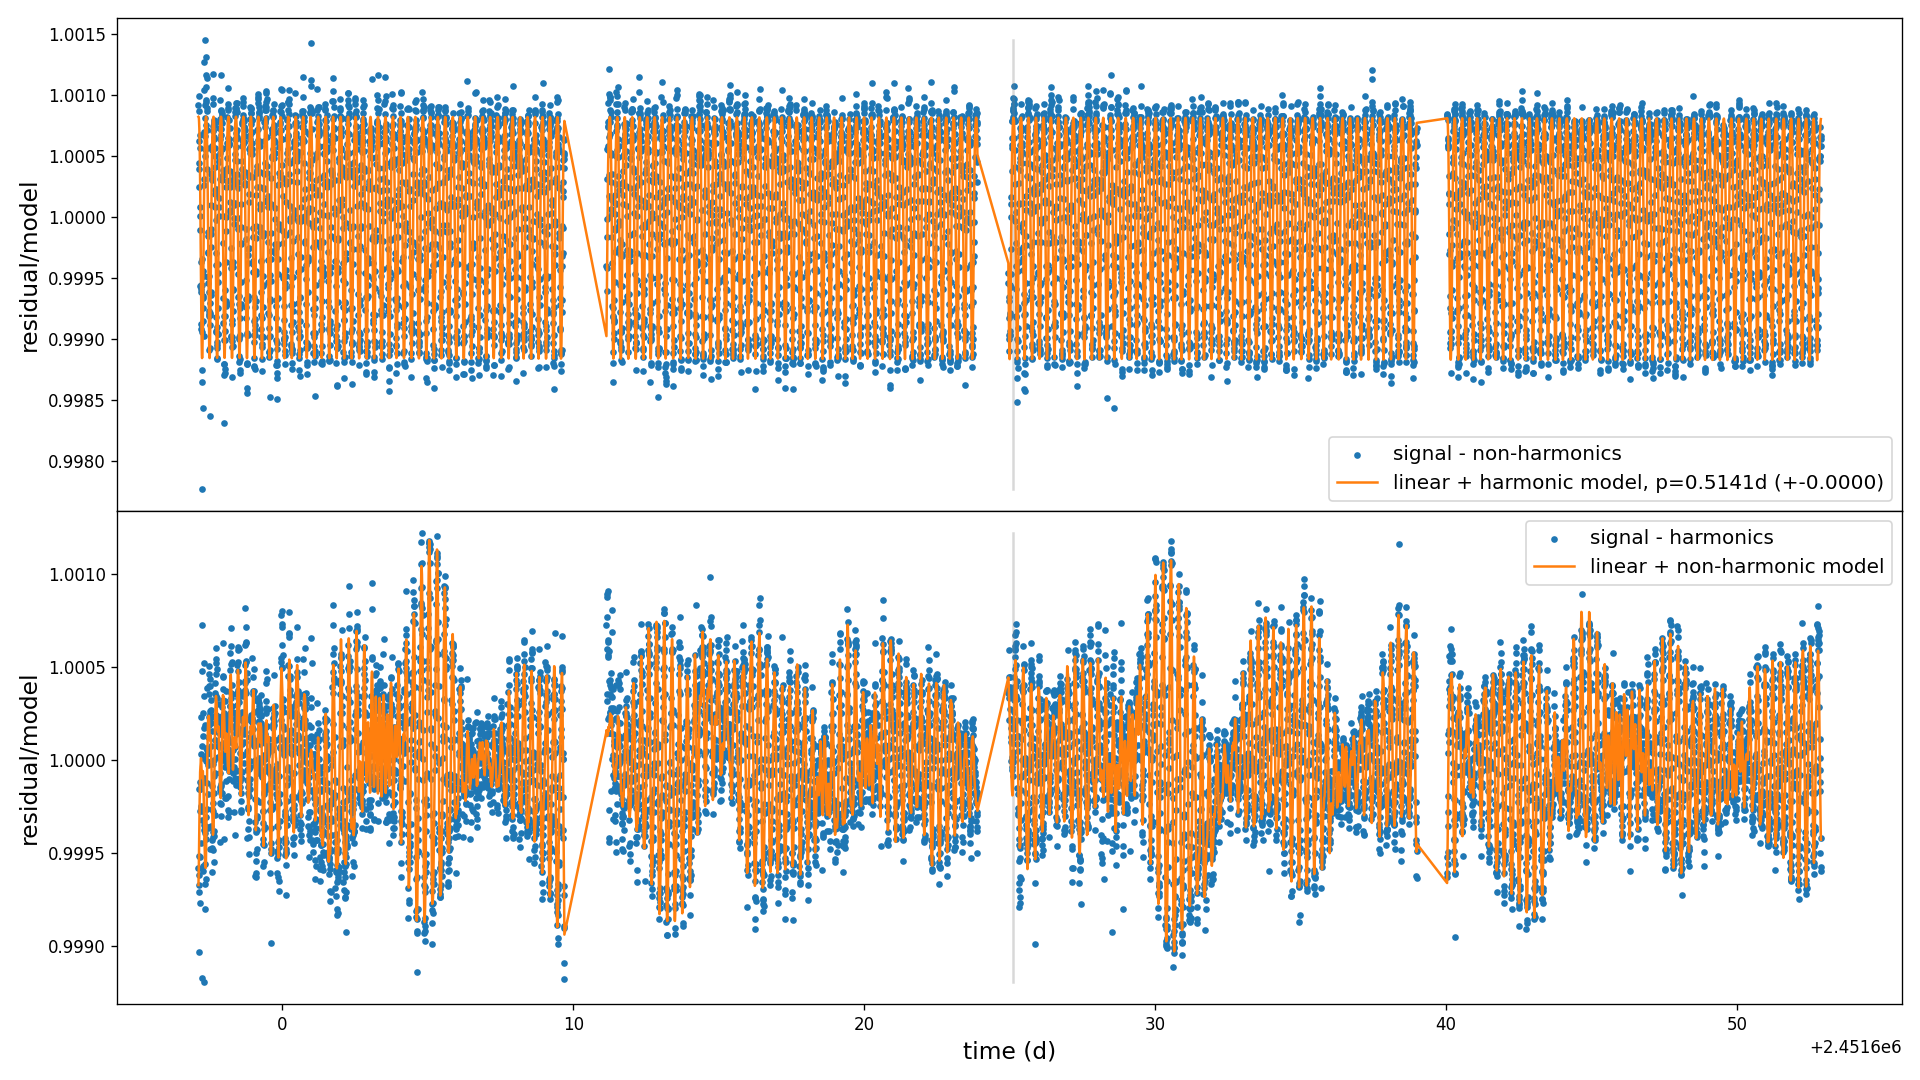 1.0015
1.0010
1.0005
1.0000
0.9995
0.9990
0.9985
0.9980
residual/model
signal - non-harmonics
linear + harmonic model, p=0.5141d (+-0.0000)
signal - harmonics
linear + non-harmonic model
1.0010
1.0005
1.0000
0.9995
0.9990
residual/model
0 10 20 30 40 50
time (d)
+2.4516e6